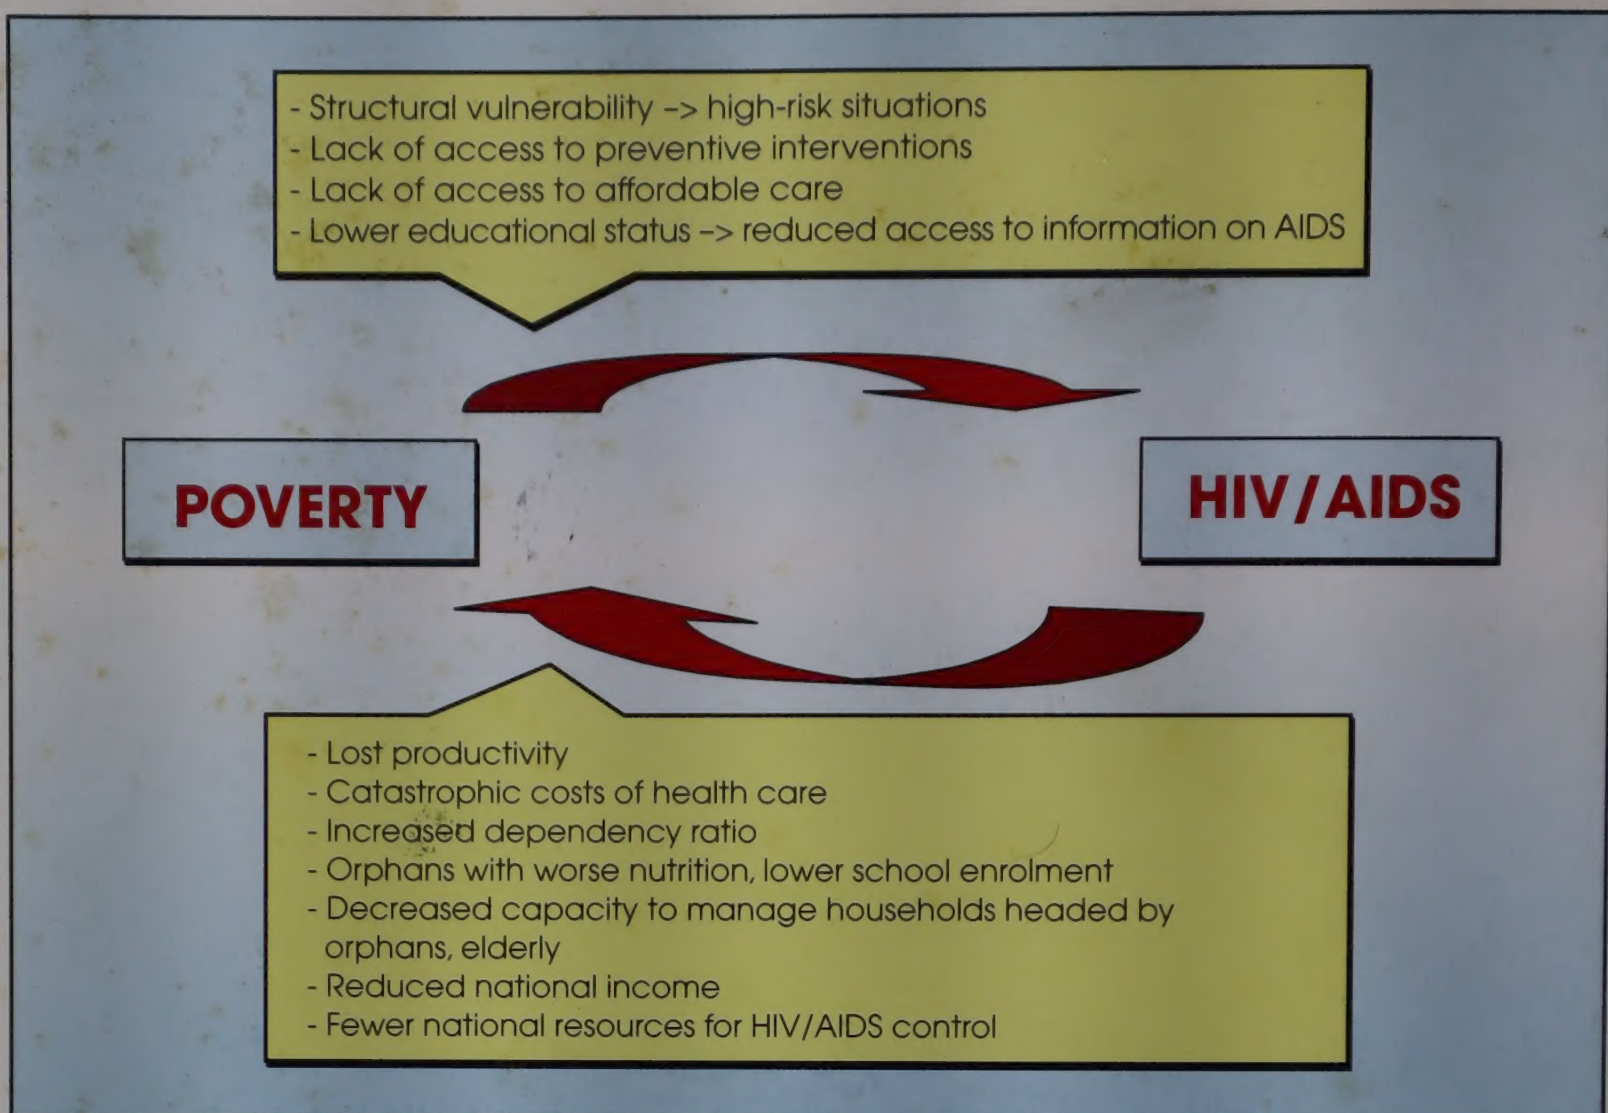 - Structural vulnerability –> high-risk situations
- Lack of access to preventive interventions
- Lack of access to affordable care
- Lower educational status –> reduced access to information on AIDS
POVERTY
HIV/AIDS
- Lost productivity
- Catastrophic costs of health care
- Increased dependency ratio
- Orphans with worse nutrition, lower school enrolment
- Decreased capacity to manage households headed by
orphans, elderly
- Reduced national income
- Fewer national resources for HIV/AIDS control